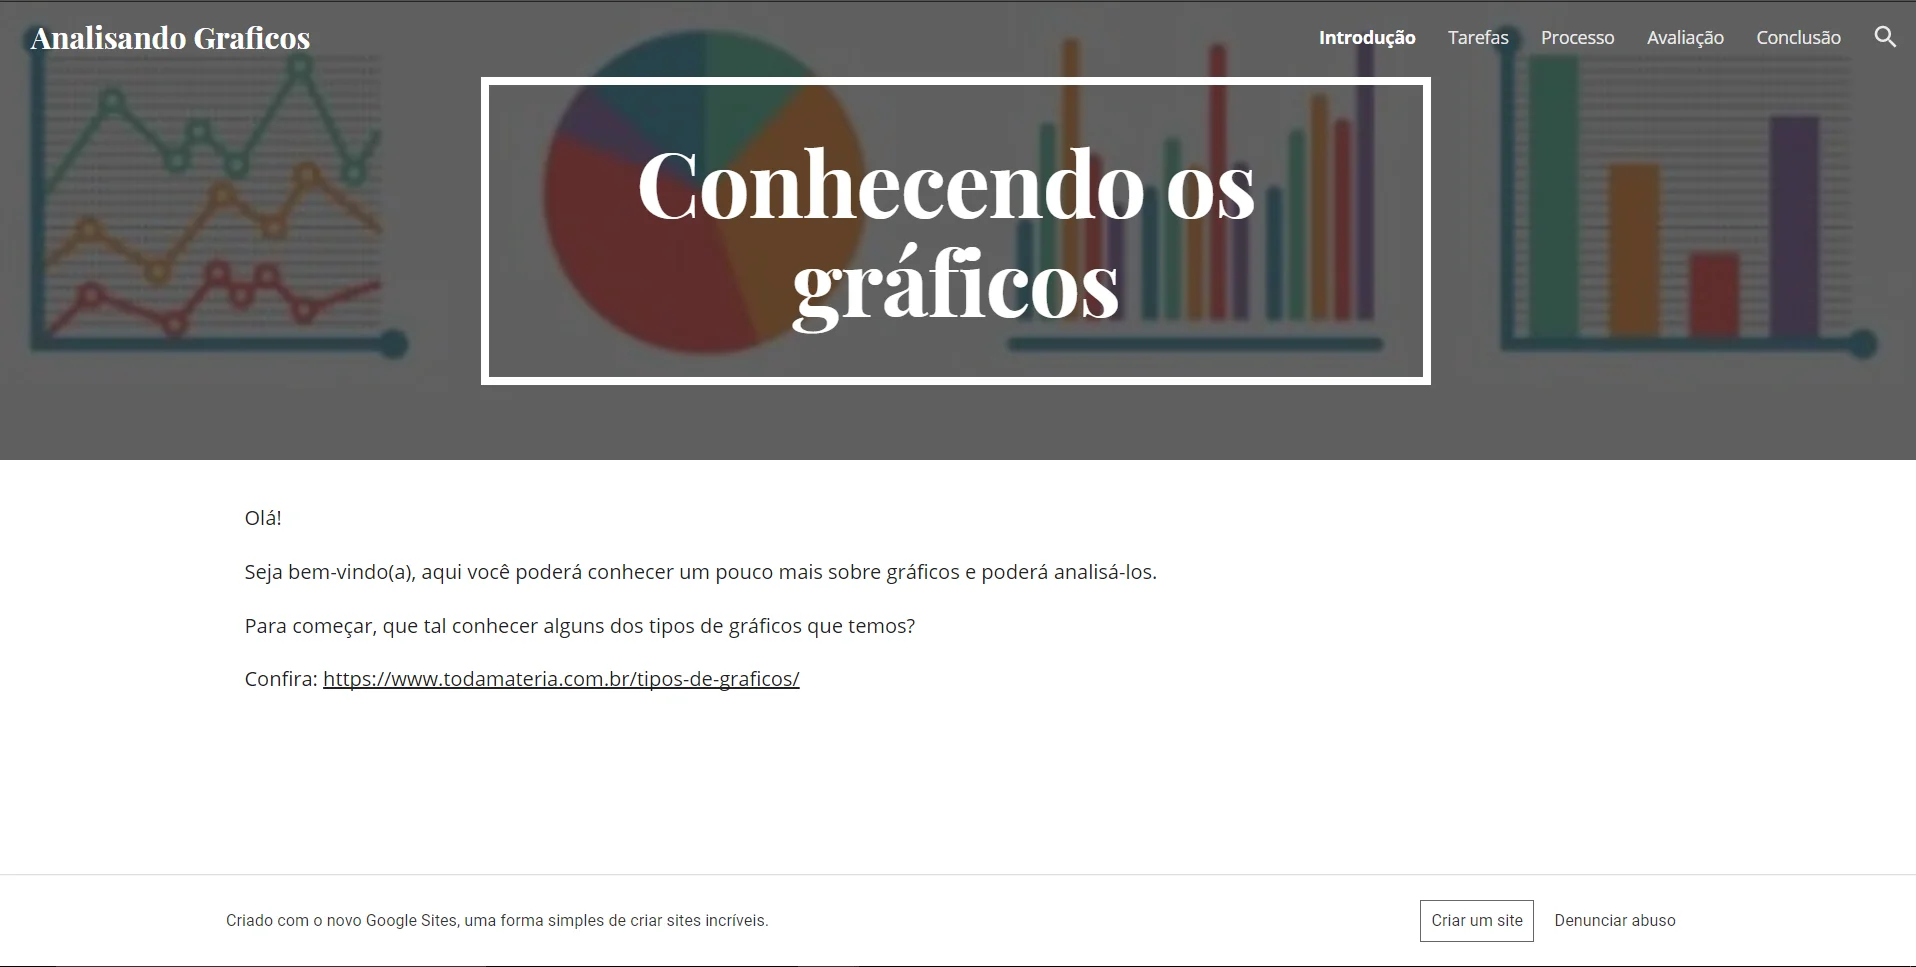 Analisando Graficos
Introdução Tarefas Processo Avaliação Conclusão
Conhecendo os
gráficos
Olá!
Seja bem-vindo(a), aqui você poderá conhecer um pouco mais sobre gráficos e poderá analisá-los.
Para começar, que tal conhecer alguns dos tipos de gráficos que temos?
Confira: https://www.todamateria.com.br/tipos-de-graficos/
Criado com o novo Google Sites, uma forma simples de criar sites incríveis.
Criar um site Denunciar abuso